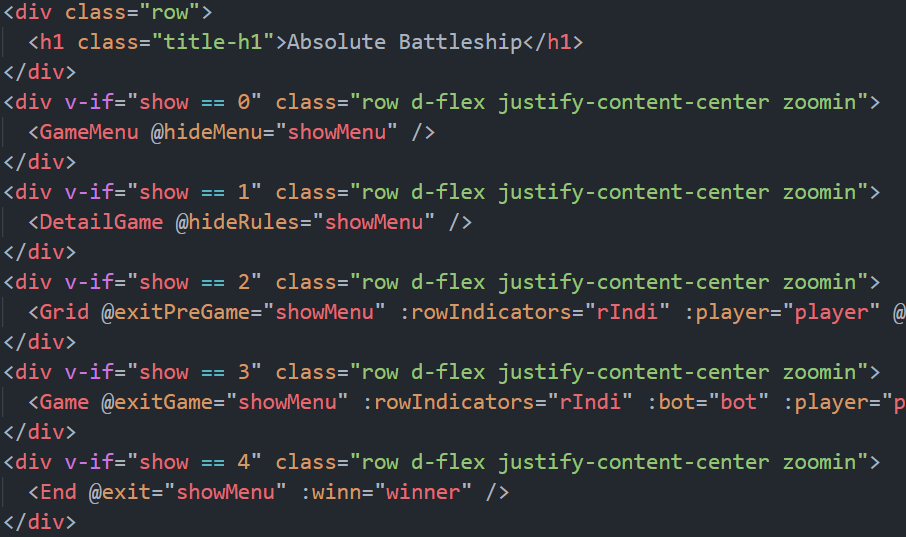 <div class="row">
  <h1 class="title-h1">Absolute Battleship</h1>
</div>
<div v-if="show == 0" class="row d-flex justify-content-center zoomin">
  <GameMenu @hideMenu="showMenu" />
</div>
<div v-if="show == 1" class="row d-flex justify-content-center zoomin">
  <DetailGame @hideRules="showMenu" />
</div>
<div v-if="show == 2" class="row d-flex justify-content-center zoomin">
  <Grid @exitPreGame="showMenu" :rowIndicators="rIndi" :player="player" @
</div>
<div v-if="show == 3" class="row d-flex justify-content-center zoomin">
  <Game @exitGame="showMenu" :rowIndicators="rIndi" :bot="bot" :player="p
</div>
<div v-if="show == 4" class="row d-flex justify-content-center zoomin">
  <End @exit="showMenu" :winn="winner" />
</div>